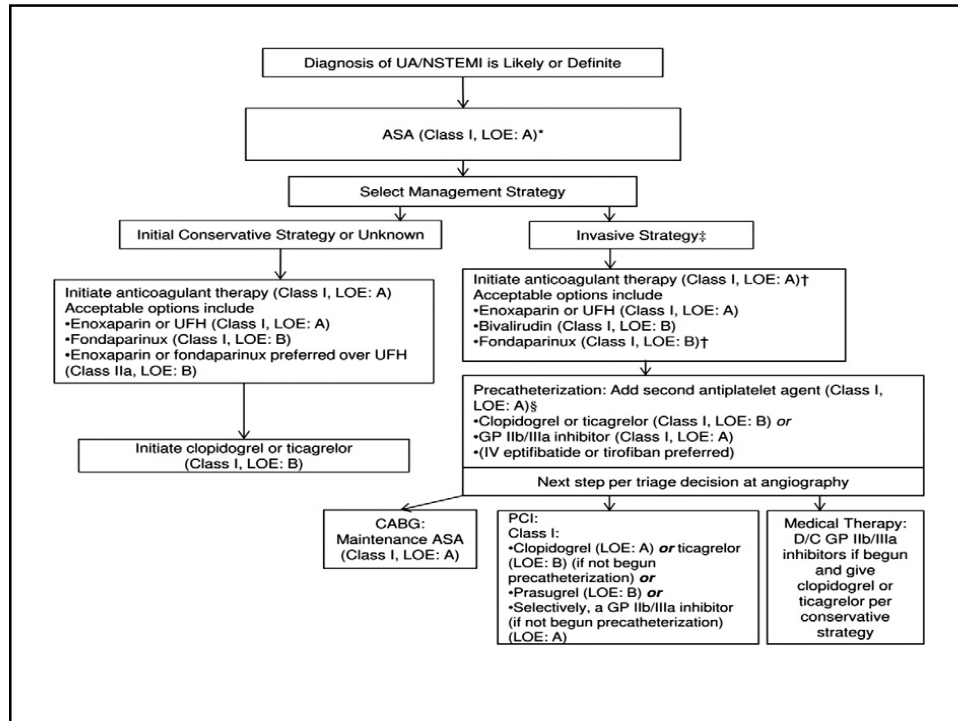 Diagnosis of UA/NSTEMI is Likely or Definite
ASA (Class I, LOE: A)*
Select Management Strategy
Initial Conservative Strategy or Unknown
Invasive Strategy‡
Initiate anticoagulant therapy (Class I, LOE: A)
Acceptable options include
•Enoxaparin or UFH (Class I, LOE: A)
•Fondaparinux (Class I, LOE: B)
•Enoxaparin or fondaparinux preferred over UFH
(Class IIa, LOE: B)
Initiate clopidogrel or ticagrelor
(Class I, LOE: B)
Initiate anticoagulant therapy (Class I, LOE: A)†
Acceptable options include
•Enoxaparin or UFH (Class I, LOE: A)
•Bivalirudin (Class I, LOE: B)
•Fondaparinux (Class I, LOE: B)†
Precatheterization: Add second antiplatelet agent (Class I,
LOE: A)§
•Clopidogrel or ticagrelor (Class I, LOE: B) or
•GP IIb/IIIa inhibitor (Class I, LOE: A)
•(IV eptifibatide or tirofiban preferred)
Next step per triage decision at angiography
CABG:
Maintenance ASA
(Class I, LOE: A)
PCI:
Class I:
•Clopidogrel (LOE: A) or ticagrelor
(LOE: B) (if not begun
precatheterization) or
•Prasugrel (LOE: B) or
•Selectively, a GP IIb/IIIa inhibitor
(if not begun precatheterization)
(LOE: A)
Medical Therapy:
D/C GP IIb/IIIa
inhibitors if begun
and give
clopidogrel or
ticagrelor per
conservative
strategy